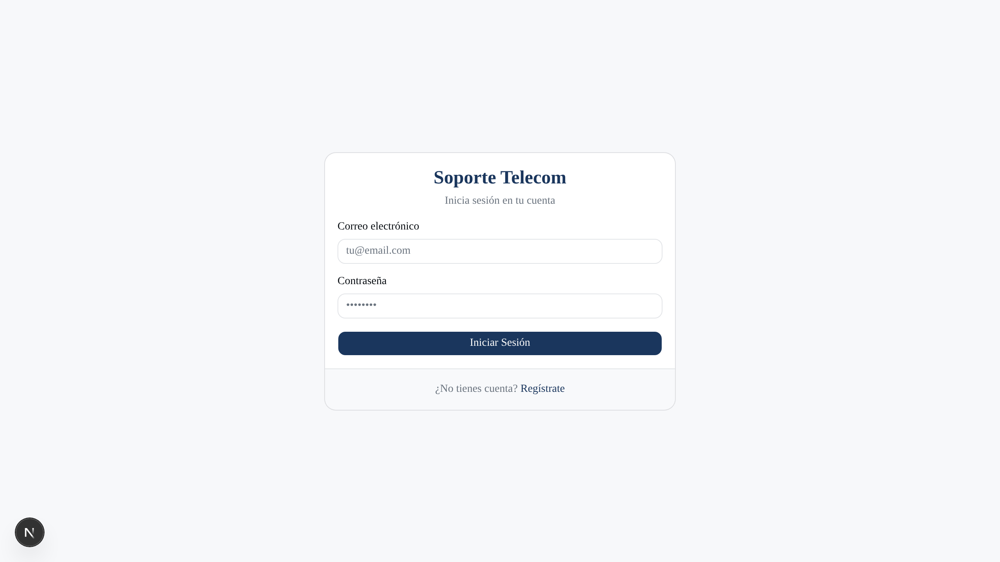 Soporte Telecom
Inicia sesión en tu cuenta
Correo electrónico
tu@email.com
Contraseña
••••••••
Iniciar Sesión
¿No tienes cuenta? Regístrate
N